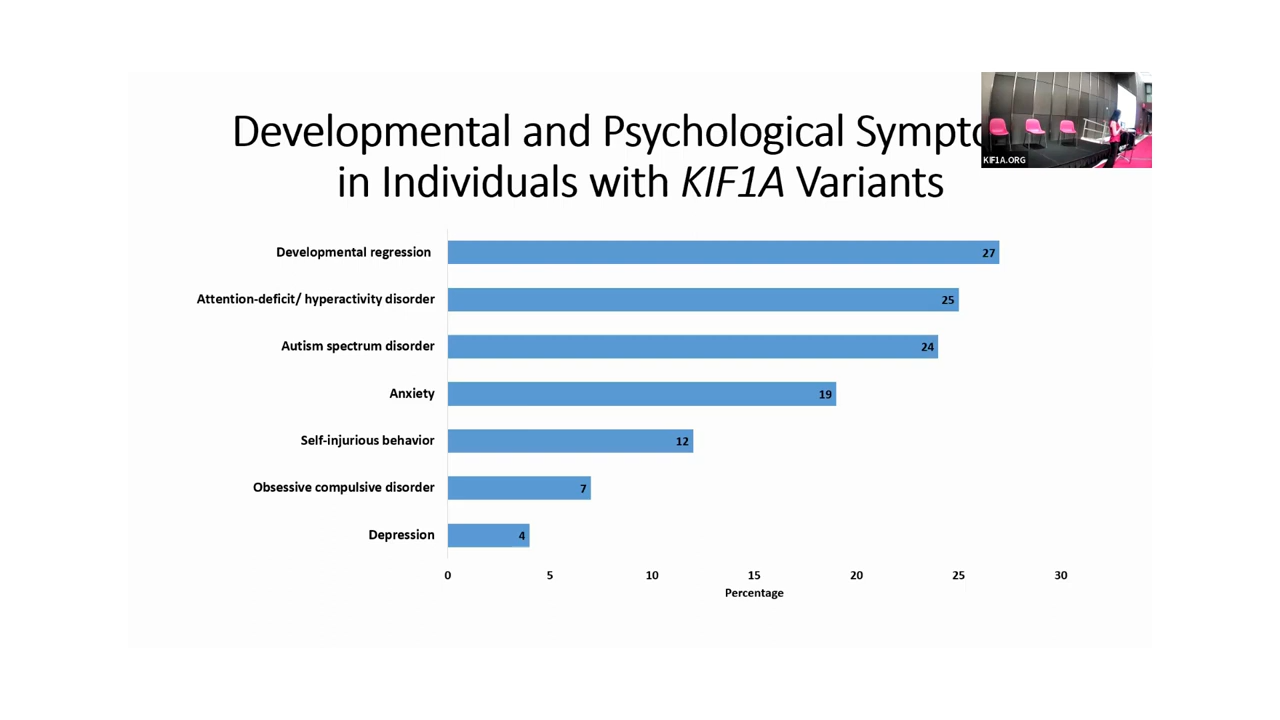 Developmental and Psychological Sympto
in Individuals with KIF1A Variants
KIF1A.ORG
Developmental regression 27
Attention-deficit/ hyperactivity disorder 25
Autism spectrum disorder 24
Anxiety 19
Self-injurious behavior 12
Obsessive compulsive disorder 7
Depression 4
0 5 10 15 20 25 30
Percentage